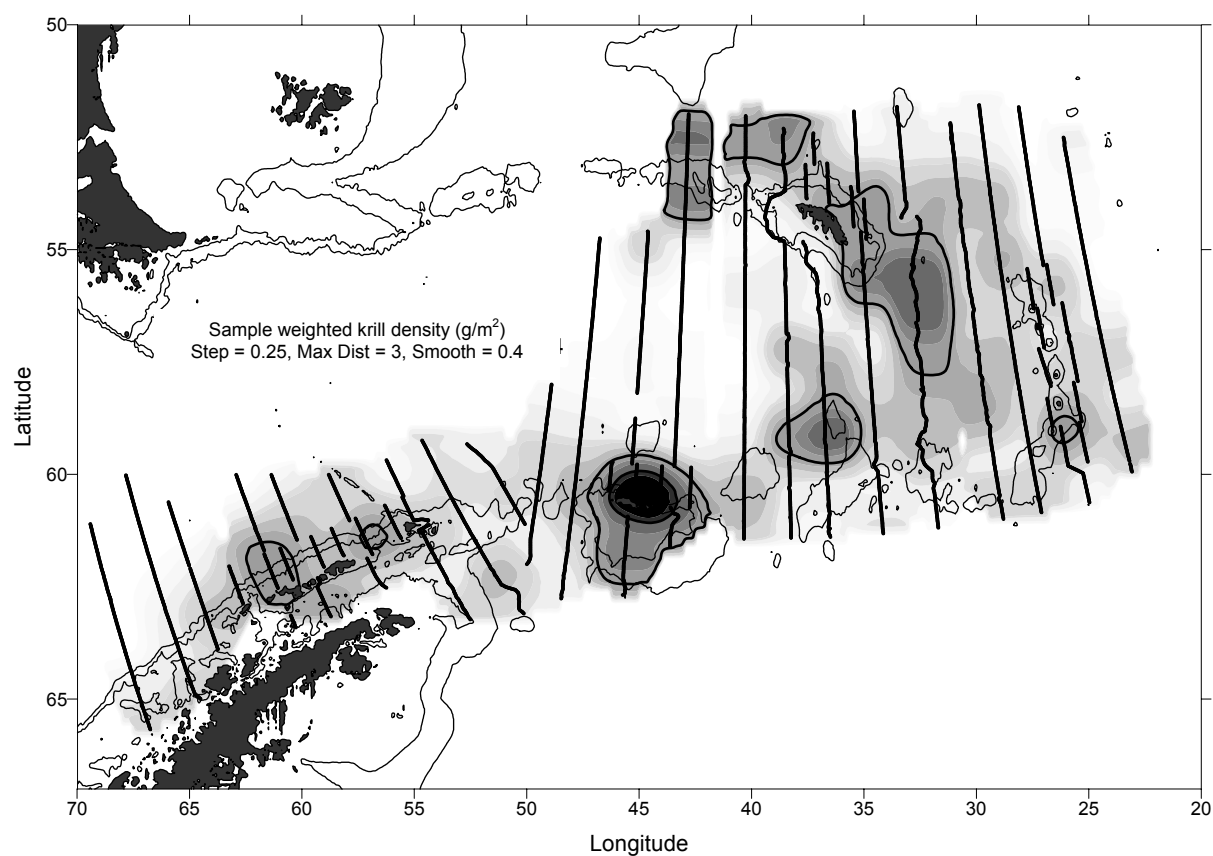 50
55
60
65
Latitude
Sample weighted krill density (g/m²)
Step = 0.25, Max Dist = 3, Smooth = 0.4
70 65 60 55 50 45 40 35 30 25 20
Longitude